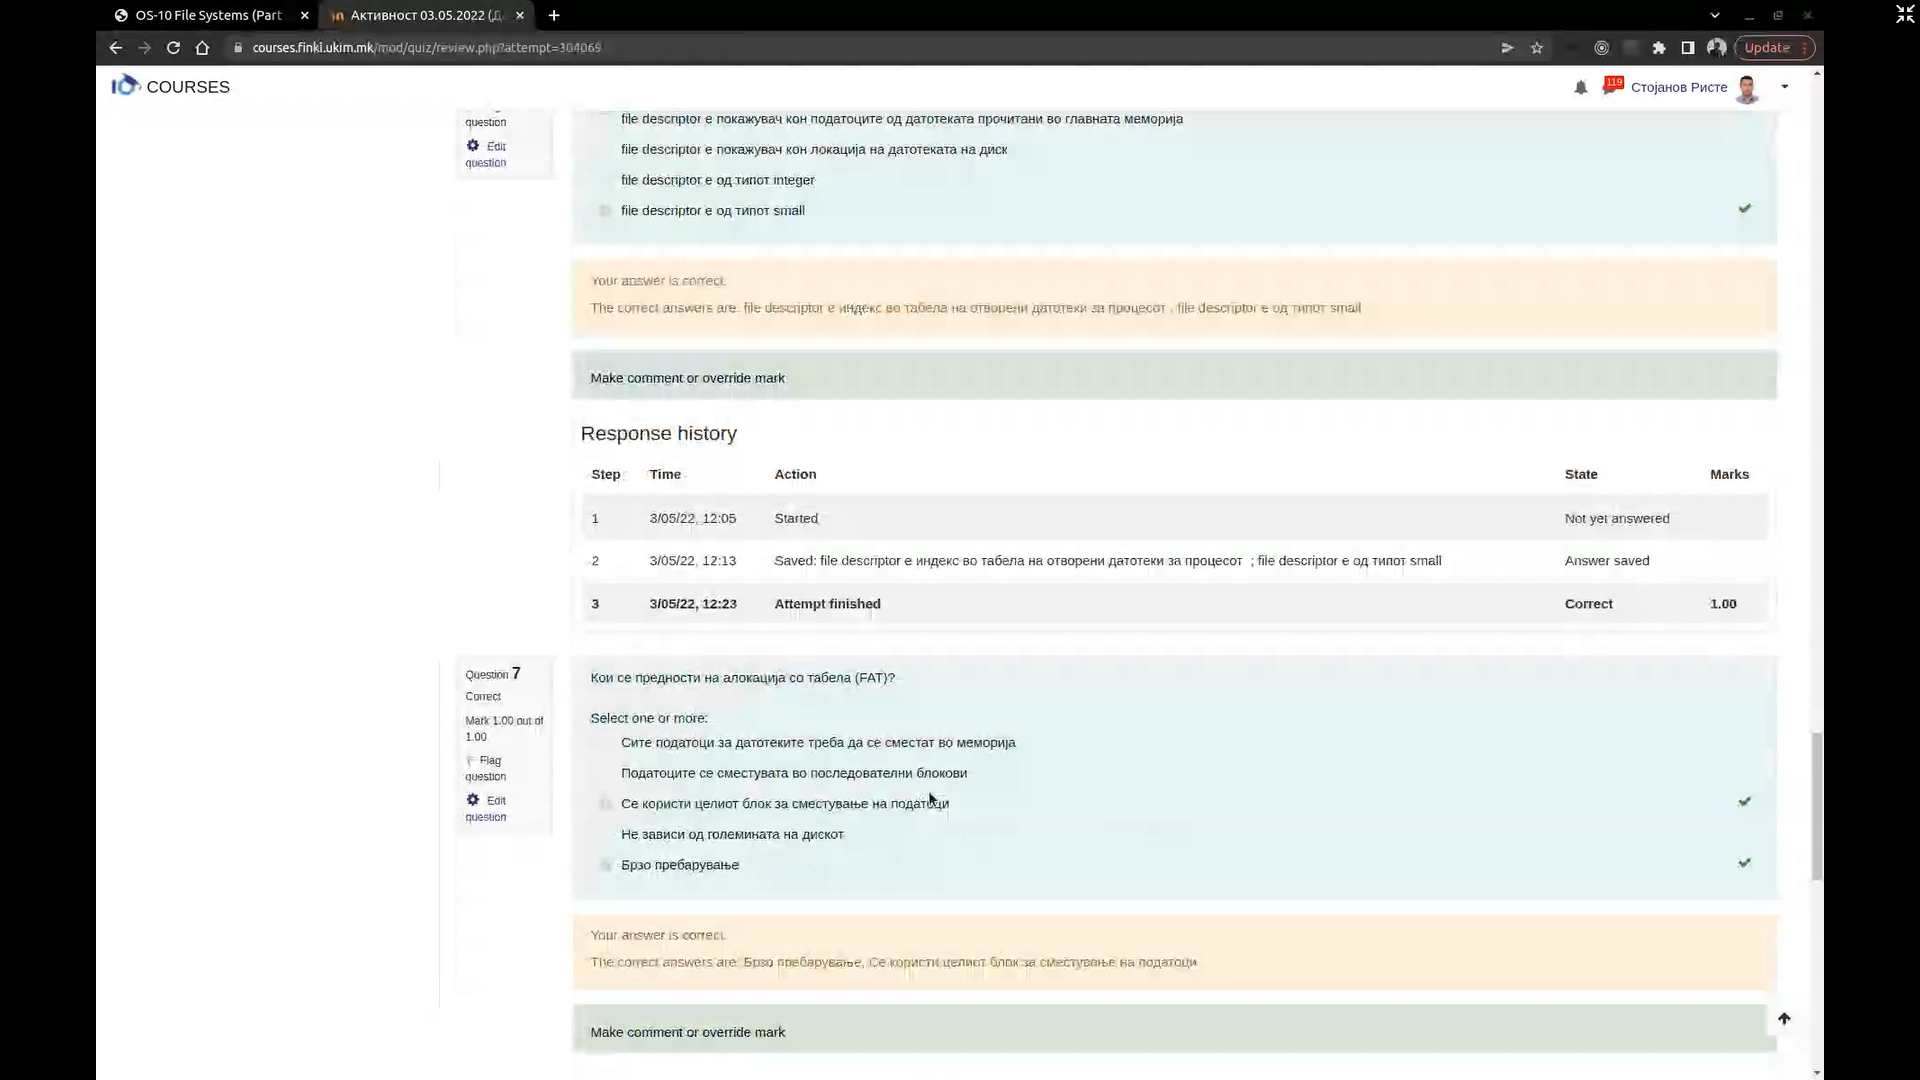 OS-10 File Systems (Part
Активност 03.05.2022 (Д
courses.finki.ukim.mk/mod/quiz/review.php?attempt=304069
Update
COURSES
119
Стојанов Ристе
question
Edit
question
file descriptor е покажувач кон податоците од датотеката прочитани во главната меморија
file descriptor е покажувач кон локација на датотеката на диск
file descriptor е од типот integer
file descriptor е од типот small
Your answer is correct.
The correct answers are: file descriptor е индекс во табела на отворени датотеки за процесот , file descriptor е од типот small
Make comment or override mark
Response history
Step Time Action State Marks
1 3/05/22, 12:05 Started Not yet answered
2 3/05/22, 12:13 Saved: file descriptor е индекс во табела на отворени датотеки за процесот ; file descriptor е од типот small Answer saved
3 3/05/22, 12:23 Attempt finished Correct 1.00
Question 7
Correct
Mark 1.00 out of
1.00
Flag
question
Edit
question
Кои се предности на алокација со табела (FAT)?
Select one or more:
Сите податоци за датотеките треба да се сместат во меморија
Податоците се сместувата во последователни блокови
Се користи целиот блок за сместување на податоци
Не зависи од големината на дискот
Брзо пребарување
Your answer is correct.
The correct answers are: Брзо пребарување, Се користи целиот блок за сместување на податоци
Make comment or override mark